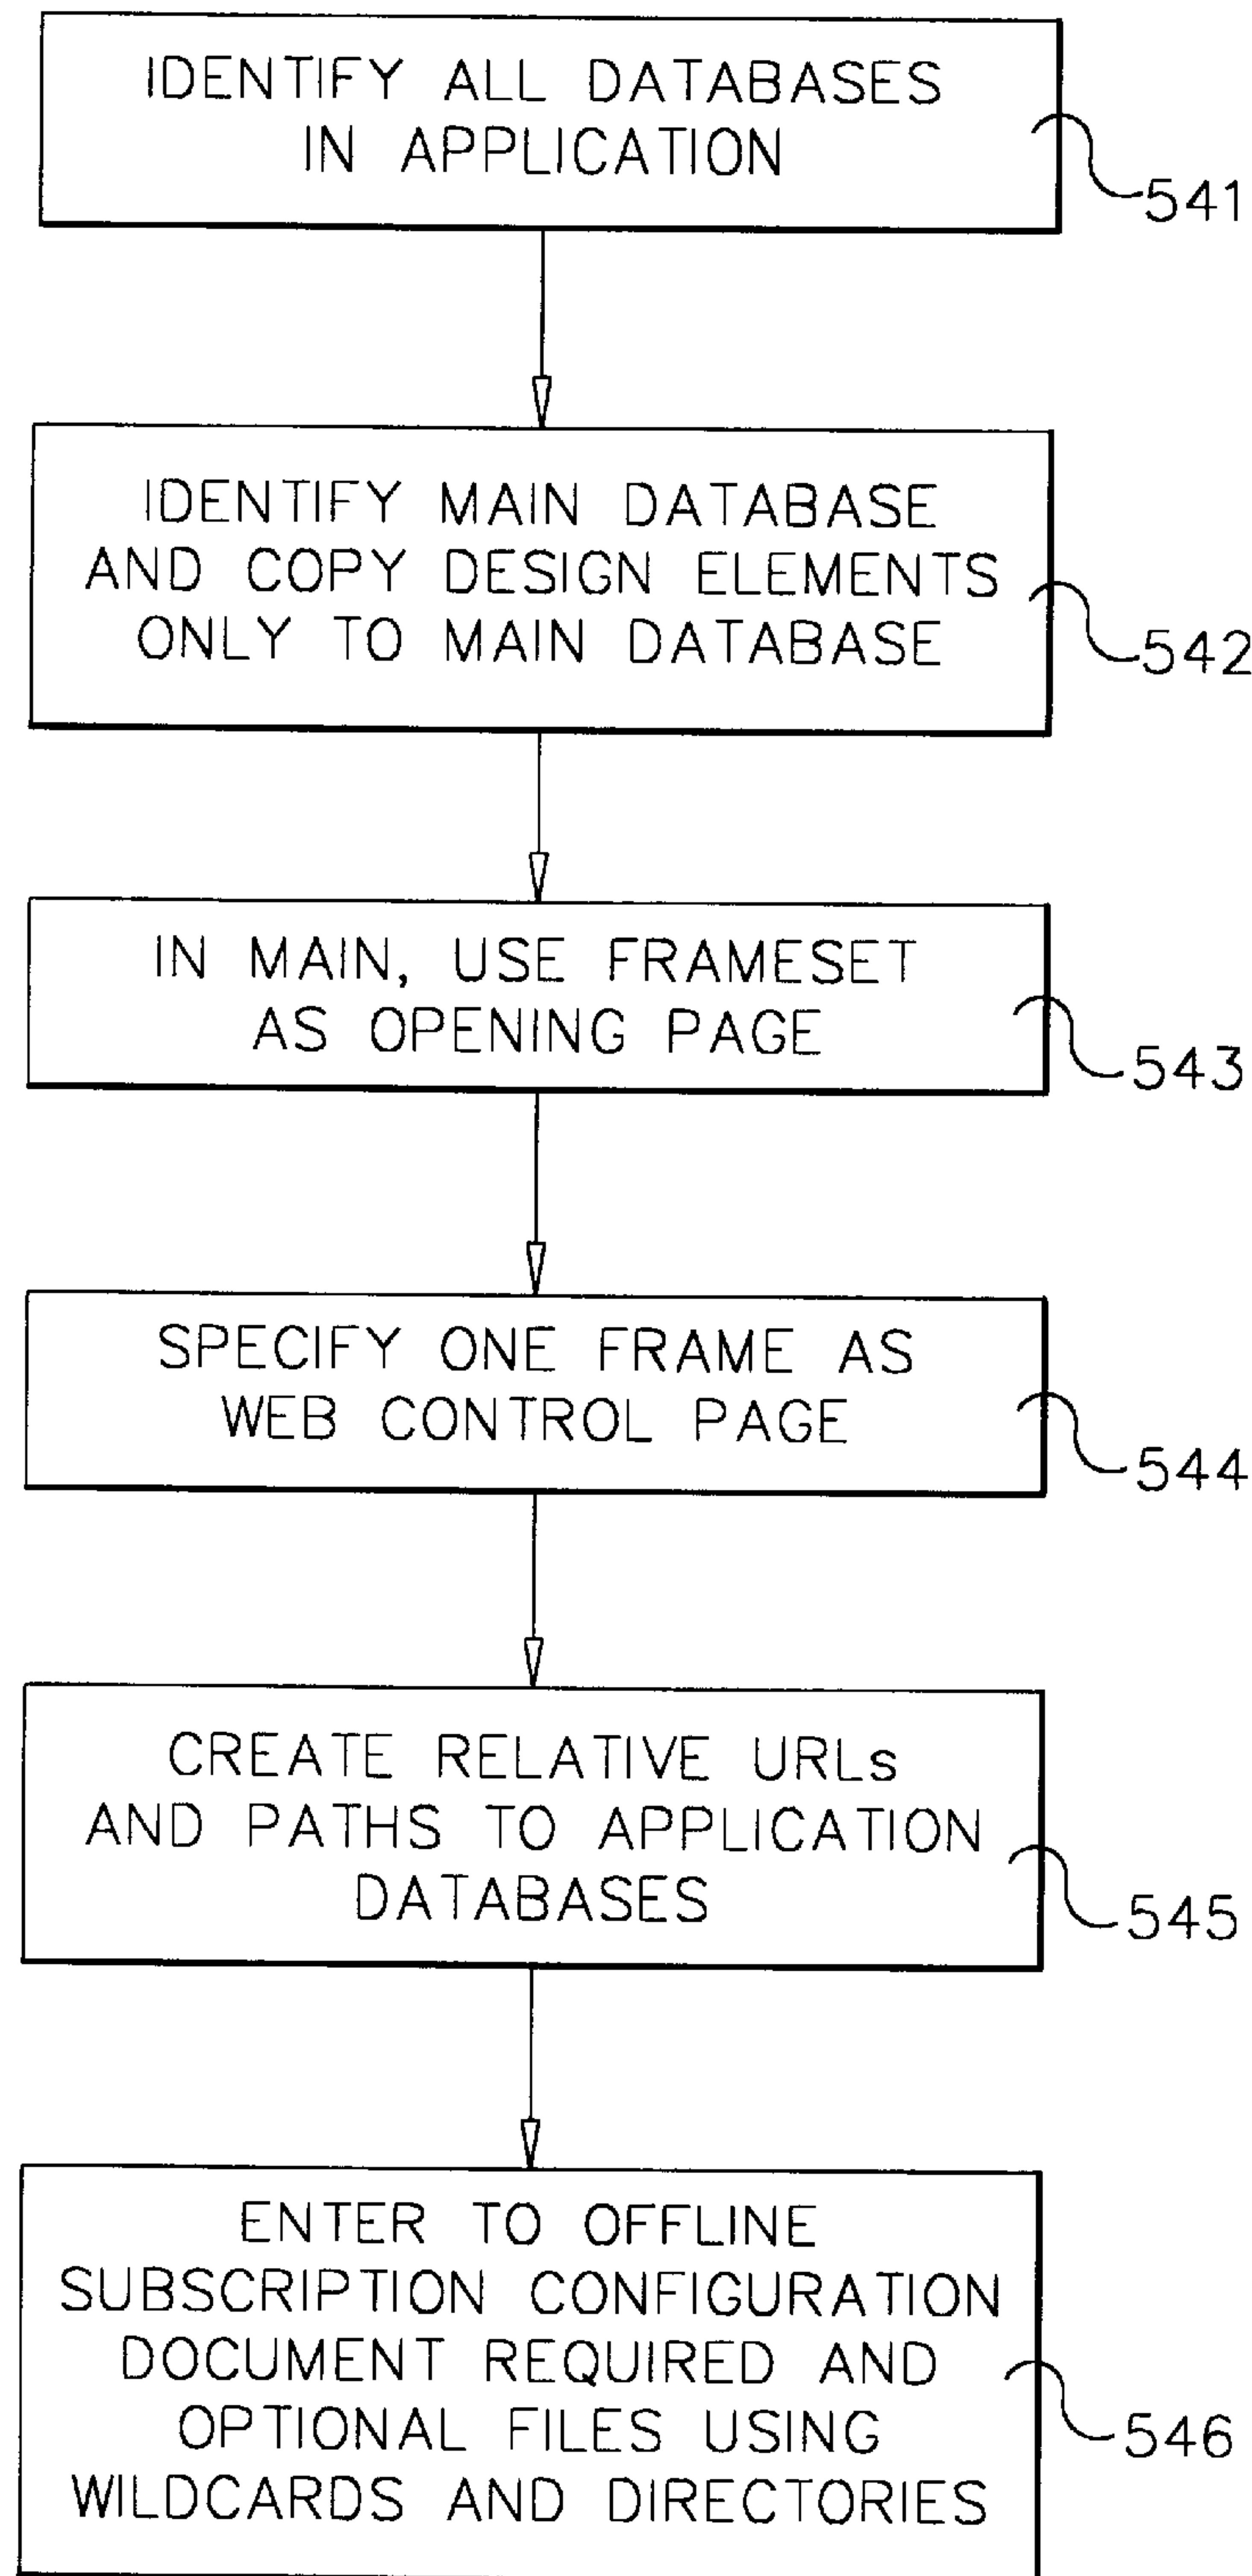 IDENTIFY ALL DATABASES
IN APPLICATION
541
IDENTIFY MAIN DATABASE
AND COPY DESIGN ELEMENTS
ONLY TO MAIN DATABASE
542
IN MAIN, USE FRAMESET
AS OPENING PAGE
543
SPECIFY ONE FRAME AS
WEB CONTROL PAGE
544
CREATE RELATIVE URLs
AND PATHS TO APPLICATION
DATABASES
545
ENTER TO OFFLINE
SUBSCRIPTION CONFIGURATION
DOCUMENT REQUIRED AND
OPTIONAL FILES USING
WILDCARDS AND DIRECTORIES
546